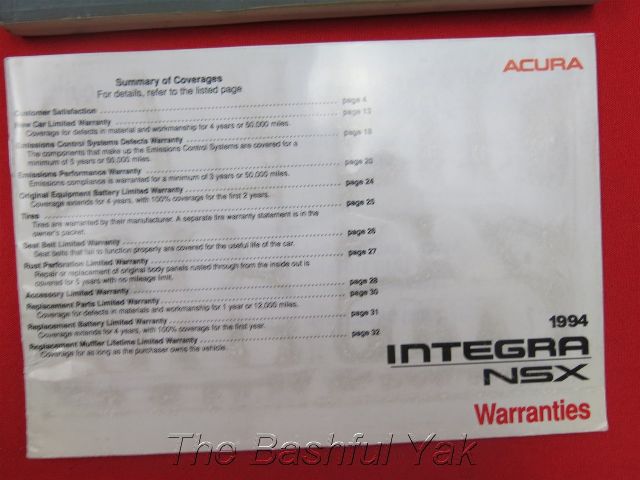 ACURA
Summary of Coverages
For details, refer to the listed page
Customer Satisfaction page 4
New Car Limited Warranty page 13
Coverage for defects in material and workmanship for 4 years or 50,000 miles.
Emissions Control Systems Defects Warranty page 18
The components that make up the Emissions Control Systems are covered for a
minimum of 5 years or 50,000 miles.
Emissions Performance Warranty page 20
Emissions compliance is warranted for a minimum of 3 years or 50,000 miles.
Original Equipment Battery Limited Warranty page 24
Coverage extends for 4 years, with 100% coverage for the first 2 years.
Tires page 25
Tires are warranted by their manufacturer. A separate tire warranty statement is in the
owner's packet.
Seat Belt Limited Warranty page 26
Seat belts that fail to function properly are covered for the useful life of the car.
Rust Perforation Limited Warranty page 27
Repair or replacement of original body panels rusted through from the inside out is
covered for 5 years with no mileage limit.
Accessory Limited Warranty page 28
Replacement Parts Limited Warranty page 30
Coverage for defects in materials and workmanship for 1 year or 12,000 miles.
Replacement Battery Limited Warranty page 31
Coverage extends for 4 years, with 100% coverage for the first year.
Replacement Muffler Lifetime Limited Warranty page 32
Coverage for as long as the purchaser owns the vehicle.
1994
INTEGRA
NSX
Warranties
The Bashful Yak